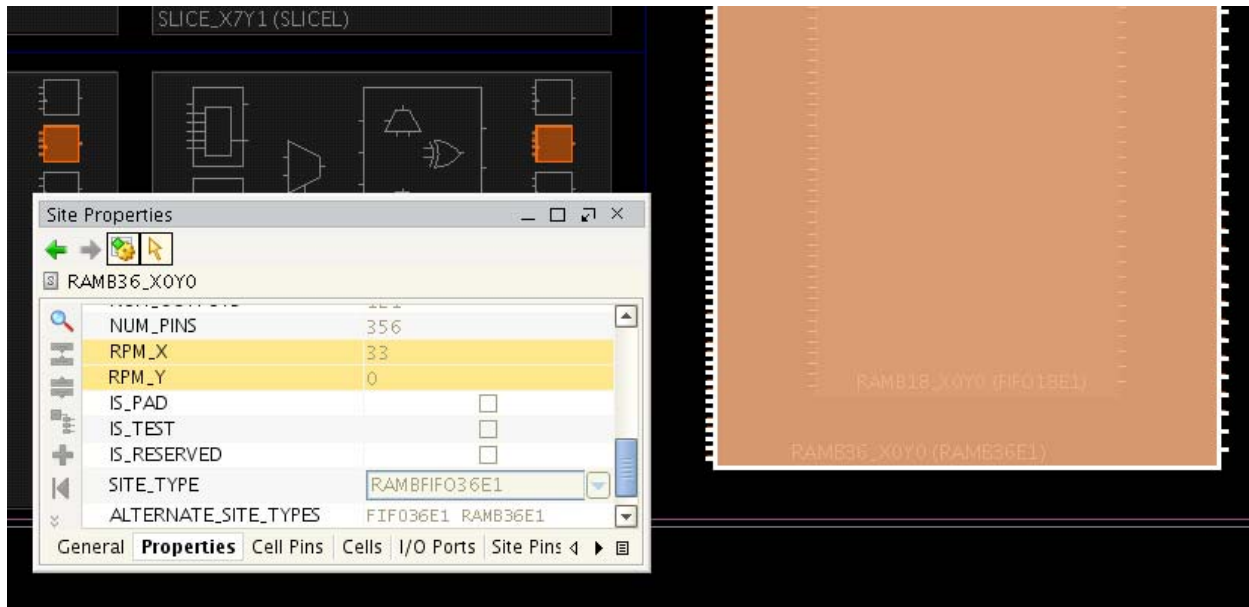 SLICE_X7Y1 (SLICEL)
Site Properties
RAMB36_X0Y0
NUM_PINS 356
RPM_X 33
RPM_Y 0
IS_PAD
IS_TEST
IS_RESERVED
SITE_TYPE RAMBFIFO36E1
ALTERNATE_SITE_TYPES FIFO36E1 RAMB36E1
General Properties Cell Pins Cells I/O Ports Site Pins
RAMB18_X0Y0 (FIFO18E1)
RAMB36_X0Y0 (RAMB36E1)